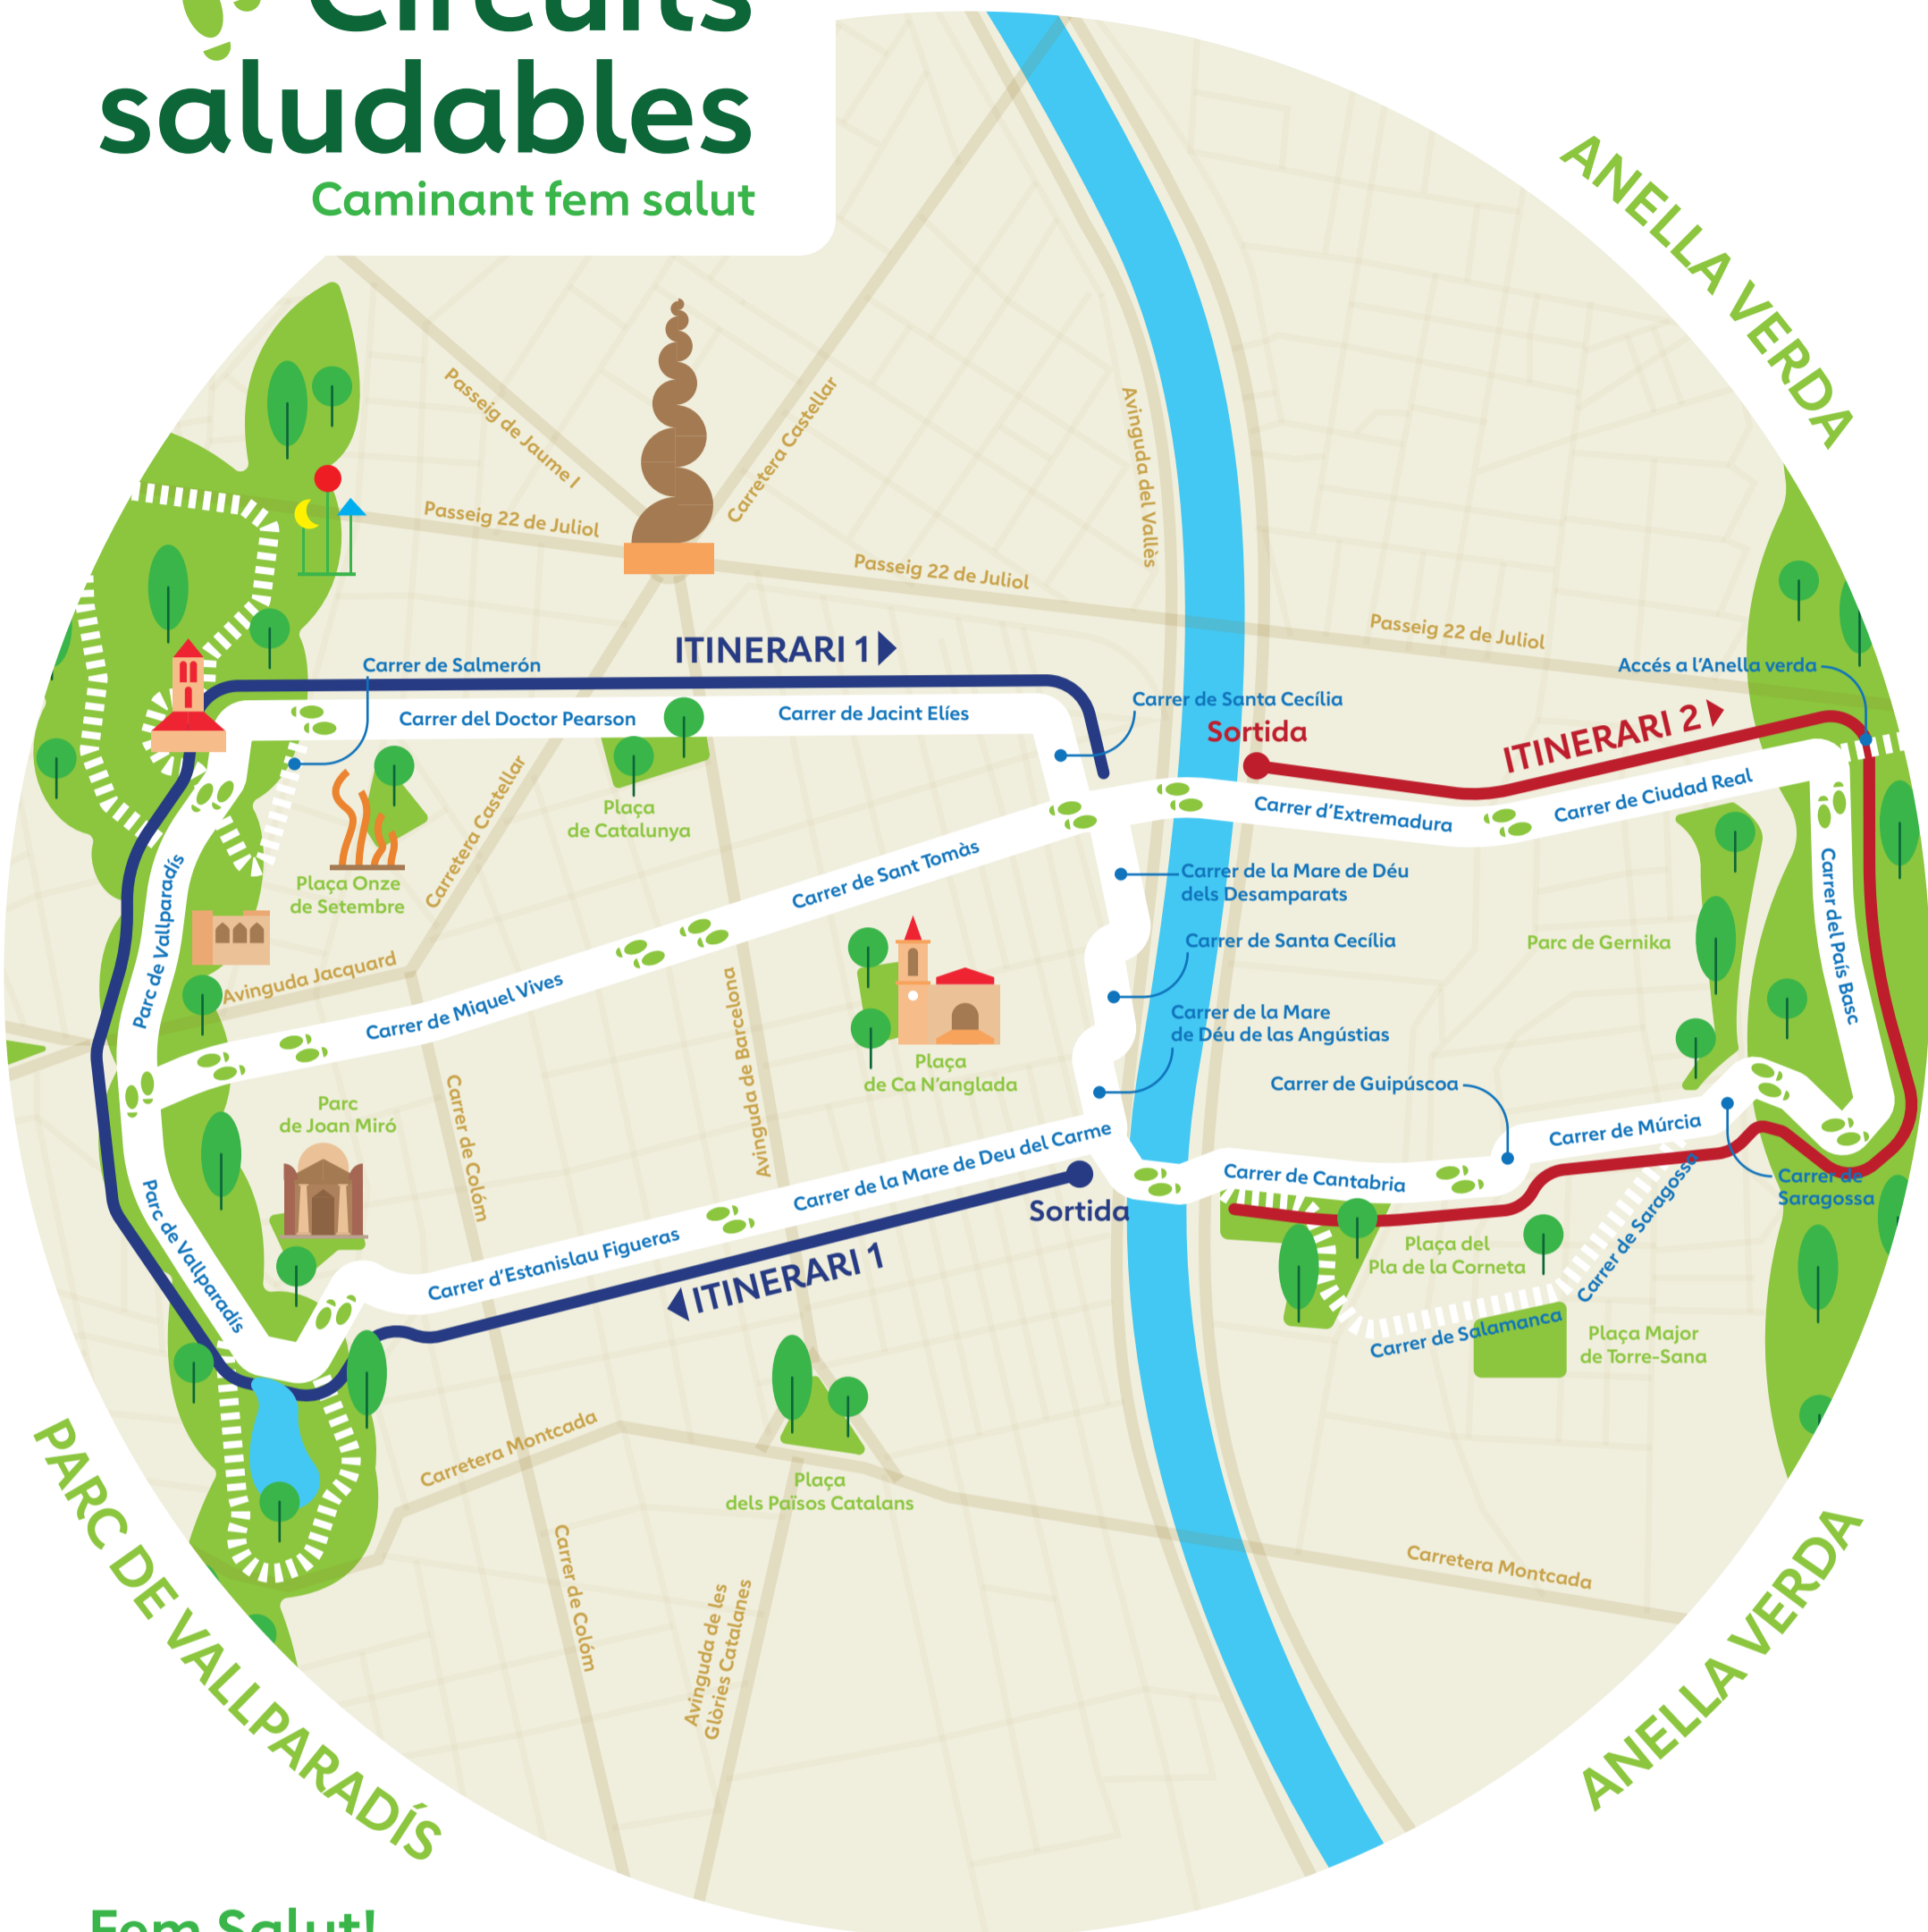 Circuits
saludables
Caminant fem salut
ANELLA VERDA
Passeig de Jaume I
Carretera Castellar
Avinguda del Vallès
Passeig 22 de Juliol
Passeig 22 de Juliol
Passeig 22 de Juliol
ITINERARI 1
Carrer de Salmerón
Accés a l'Anella verda
Carrer del Doctor Pearson
Carrer de Jacint Elíes
Carrer de Santa Cecília
Sortida
ITINERARI 2
Carretera Castellar
Plaça
de Catalunya
Carrer d'Extremadura
Carrer de Ciudad Real
Plaça Onze
de Setembre
Carrer de Sant Tomàs
Carrer de la Mare de Déu
dels Desamparats
Carrer del País Basc
Parc de Vallparadís
Carrer de Santa Cecília
Parc de Gernika
Avinguda Jacquard
Carrer de Miquel Vives
Avinguda de Barcelona
Carrer de la Mare
de Déu de las Angústias
Plaça
de Ca N'anglada
Carrer de Guipúscoa
Parc
de Joan Miró
Carrer de Colóm
Carrer de Múrcia
Carrer de la Mare de Deu del Carme
Carrer de Cantabria
Carrer de
Saragossa
Parc de Vallparadís
Sortida
Carrer de Saragossa
Carrer d'Estanislau Figueras
ITINERARI 1
Plaça del
Pla de la Corneta
Carrer de Salamanca
Plaça Major
de Torre-Sana
Carretera Montcada
Plaça
dels Països Catalans
Carretera Montcada
Carrer de Colóm
Avinguda de les
Glòries Catalanes
PARC DE VALLPARADÍS
ANELLA VERDA
Fem Salut!